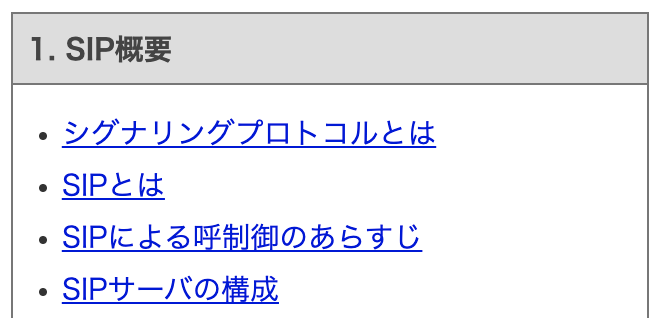 1. SIP概要
• シグナリングプロトコルとは
• SIPとは
• SIPによる呼制御のあらすじ
• SIPサーバの構成